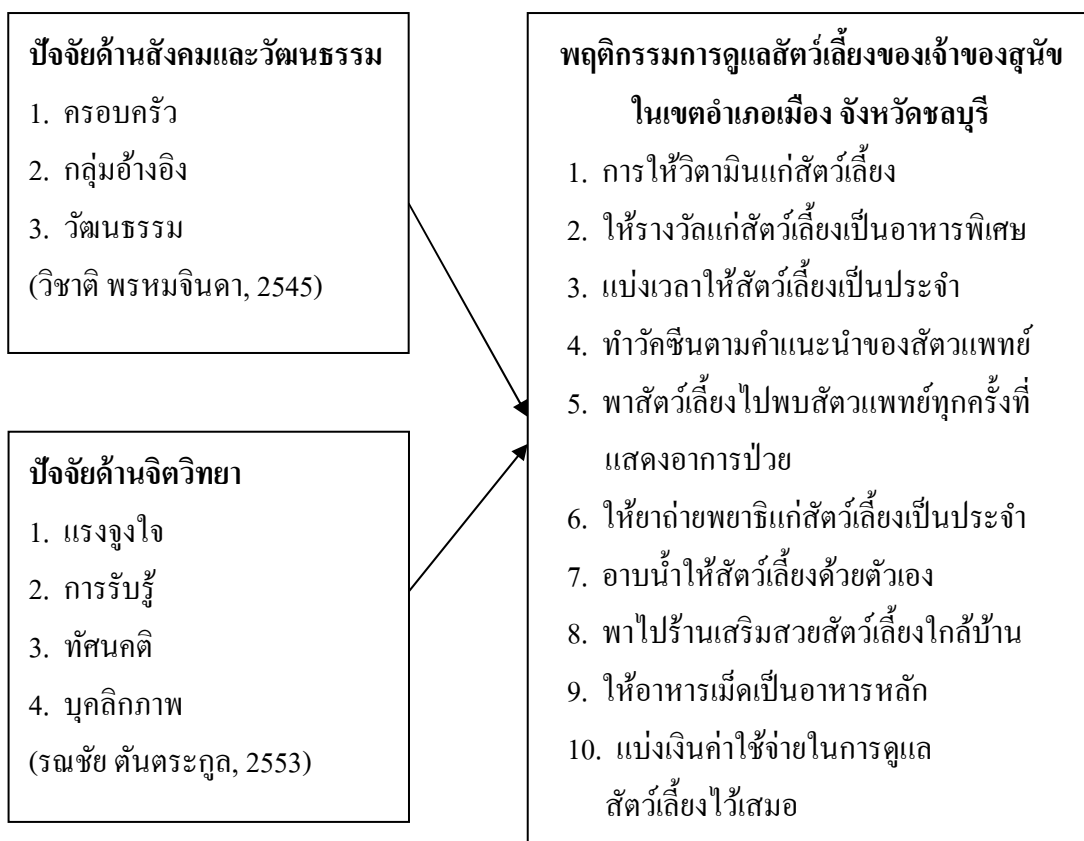 ปัจจัยด้านสังคมและวัฒนธรรม
1. ครอบครัว
2. กลุ่มอ้างอิง
3. วัฒนธรรม
(วิชาติ พรหมจินดา, 2545)
ปัจจัยด้านจิตวิทยา
1. แรงจูงใจ
2. การรับรู้
3. ทัศนคติ
4. บุคลิกภาพ
(รณชัย ตันตระกูล, 2553)
พฤติกรรมการดูแลสัตว์เลี้ยงของเจ้าของสุนัข
ในเขตอำเภอเมือง จังหวัดชลบุรี
1. การให้วิตามินแก่สัตว์เลี้ยง
2. ให้รางวัลแก่สัตว์เลี้ยงเป็นอาหารพิเศษ
3. แบ่งเวลาให้สัตว์เลี้ยงเป็นประจำ
4. ทำวัคซีนตามคำแนะนำของสัตวแพทย์
5. พาสัตว์เลี้ยงไปพบสัตวแพทย์ทุกครั้งที่
แสดงอาการป่วย
6. ให้ยาถ่ายพยาธิแก่สัตว์เลี้ยงเป็นประจำ
7. อาบน้ำให้สัตว์เลี้ยงด้วยตัวเอง
8. พาไปร้านเสริมสวยสัตว์เลี้ยงใกล้บ้าน
9. ให้อาหารเม็ดเป็นอาหารหลัก
10. แบ่งเงินค่าใช้จ่ายในการดูแล
สัตว์เลี้ยงไว้เสมอ